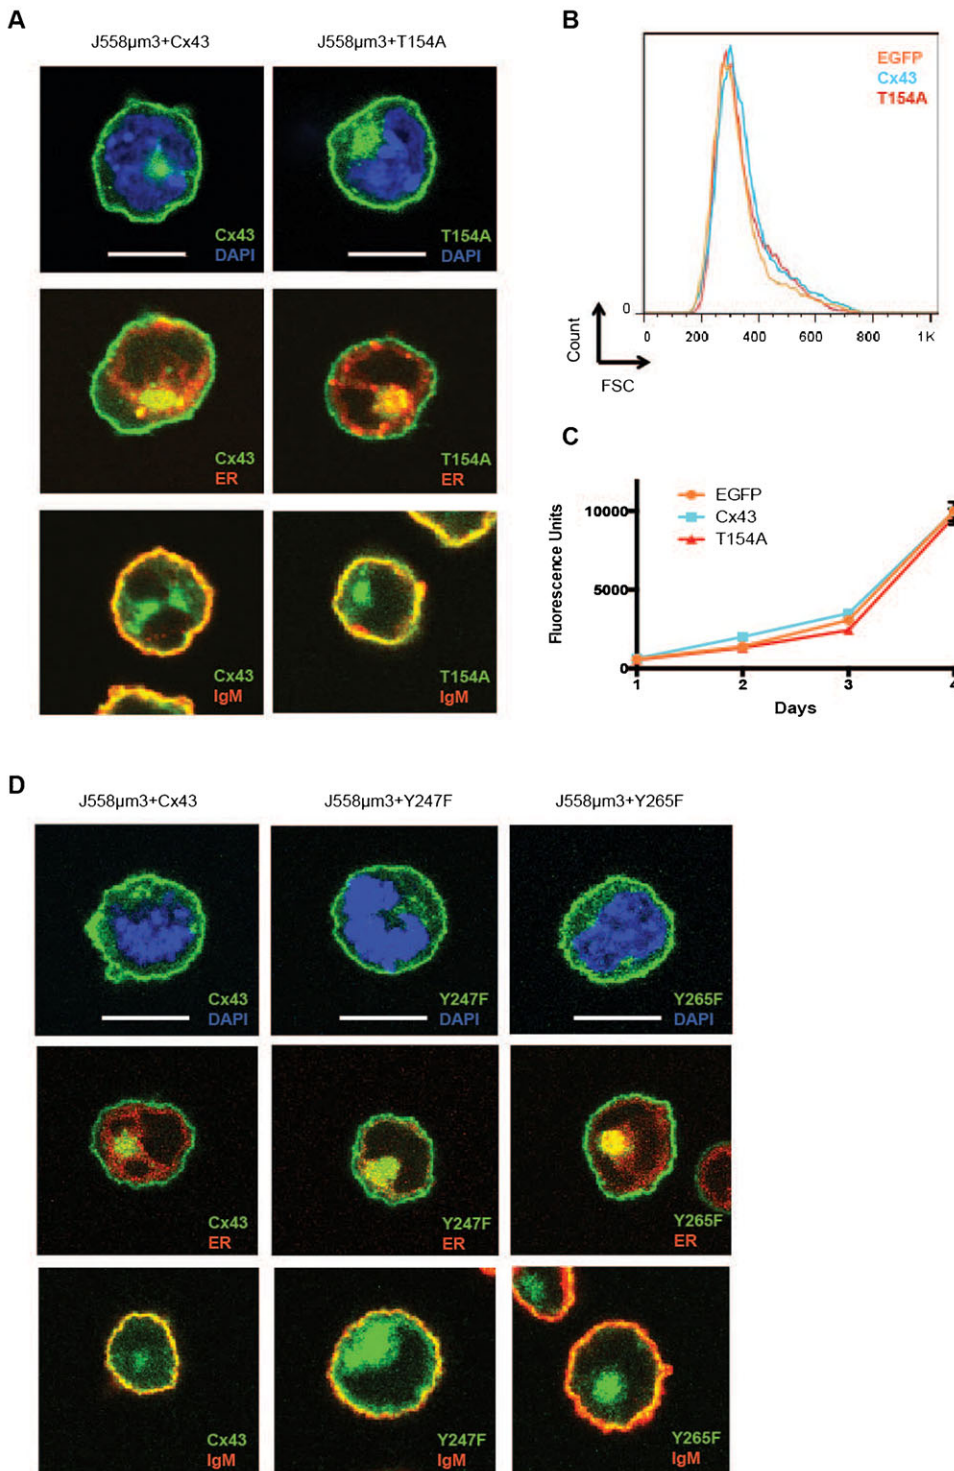 A
J558µm3+Cx43
J558µm3+T154A
Cx43
DAPI
T154A
DAPI
Cx43
ER
T154A
ER
Cx43
IgM
T154A
IgM
B
EGFP
Cx43
T154A
0
0 200 400 600 800 1K
Count
FSC
C
EGFP
Cx43
T154A
10000
5000
0
Fluorescence Units
1 2 3 4
Days
D
J558µm3+Cx43
J558µm3+Y247F
J558µm3+Y265F
Cx43
DAPI
Y247F
DAPI
Y265F
DAPI
Cx43
ER
Y247F
ER
Y265F
ER
Cx43
IgM
Y247F
IgM
Y265F
IgM